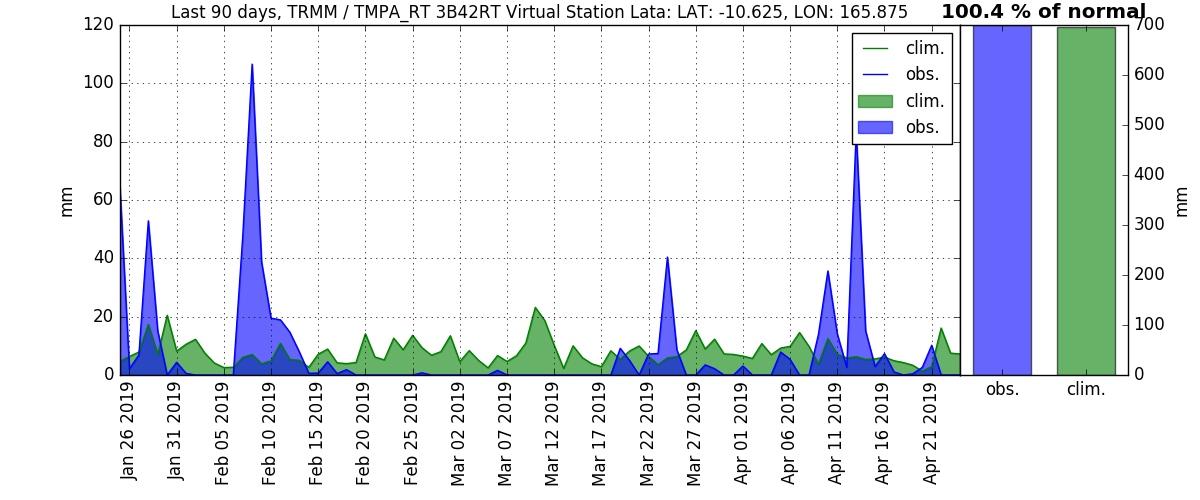 Last 90 days, TRMM / TMPA_RT 3B42RT Virtual Station Lata: LAT: -10.625, LON: 165.875
100.4 % of normal
120
100
80
60
40
20
0
mm
clim.
obs.
clim.
obs.
700
600
500
400
300
200
100
0
mm
obs.
clim.
Jan 26 2019
Jan 31 2019
Feb 05 2019
Feb 10 2019
Feb 15 2019
Feb 20 2019
Feb 25 2019
Mar 02 2019
Mar 07 2019
Mar 12 2019
Mar 17 2019
Mar 22 2019
Mar 27 2019
Apr 01 2019
Apr 06 2019
Apr 11 2019
Apr 16 2019
Apr 21 2019